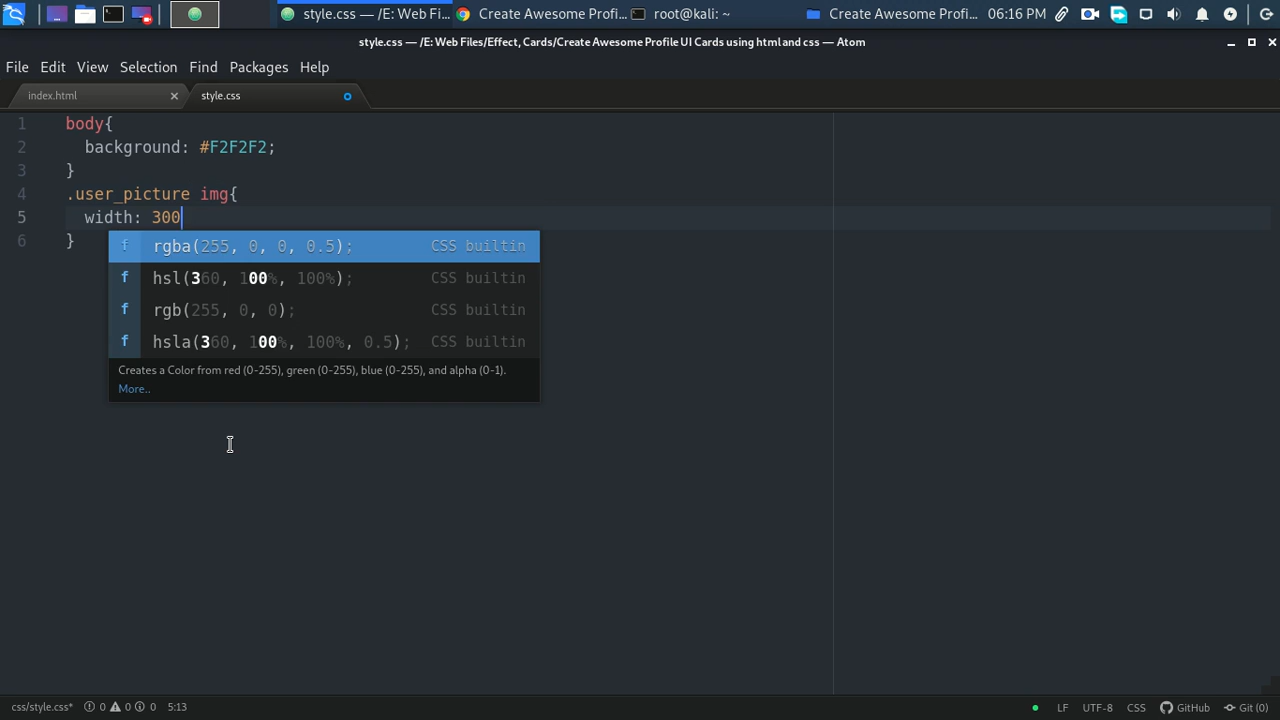 style.css — /E: Web Fi... Create Awesome Profi... root@kali: ~ Create Awesome Profi... 06:16 PM
style.css — /E: Web Files/Effect, Cards/Create Awesome Profile UI Cards using html and css — Atom
File Edit View Selection Find Packages Help
index.html style.css
1 body{
2 background: #F2F2F2;
3 }
4 .user_picture img{
5 width: 300
6 }
f rgba(255, 0, 0, 0.5); CSS builtin
f hsl(360, 100%, 100%); CSS builtin
f rgb(255, 0, 0); CSS builtin
f hsla(360, 100%, 100%, 0.5); CSS builtin
Creates a Color from red (0-255), green (0-255), blue (0-255), and alpha (0-1).
More..
css/style.css* 0 0 0 5:13 LF UTF-8 CSS GitHub Git (0)